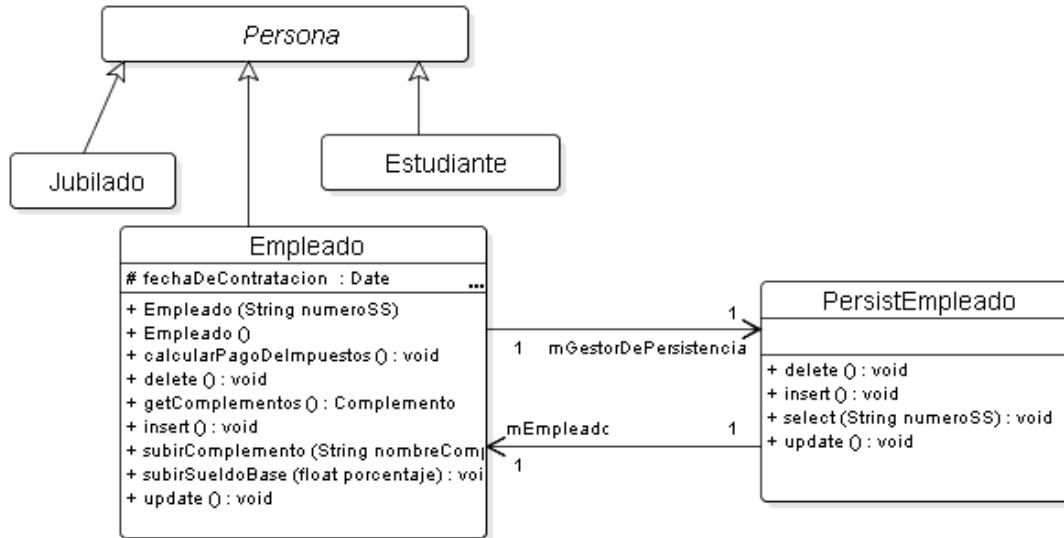 Persona
Jubilado
Estudiante
Empleado
# fechaDeContratacion : Date
...
+ Empleado (String numeroSS)
+ Empleado ()
+ calcularPagoDeImpuestos () : void
+ delete () : void
+ getComplementos () : Complemento
+ insert () : void
+ subirComplemento (String nombreComp
+ subirSueldoBase (float porcentaje) : voi
+ update () : void
1
1 mGestorDePersistencia
mEmpleado 1
1
PersistEmpleado
+ delete () : void
+ insert () : void
+ select (String numeroSS) : void
+ update () : void